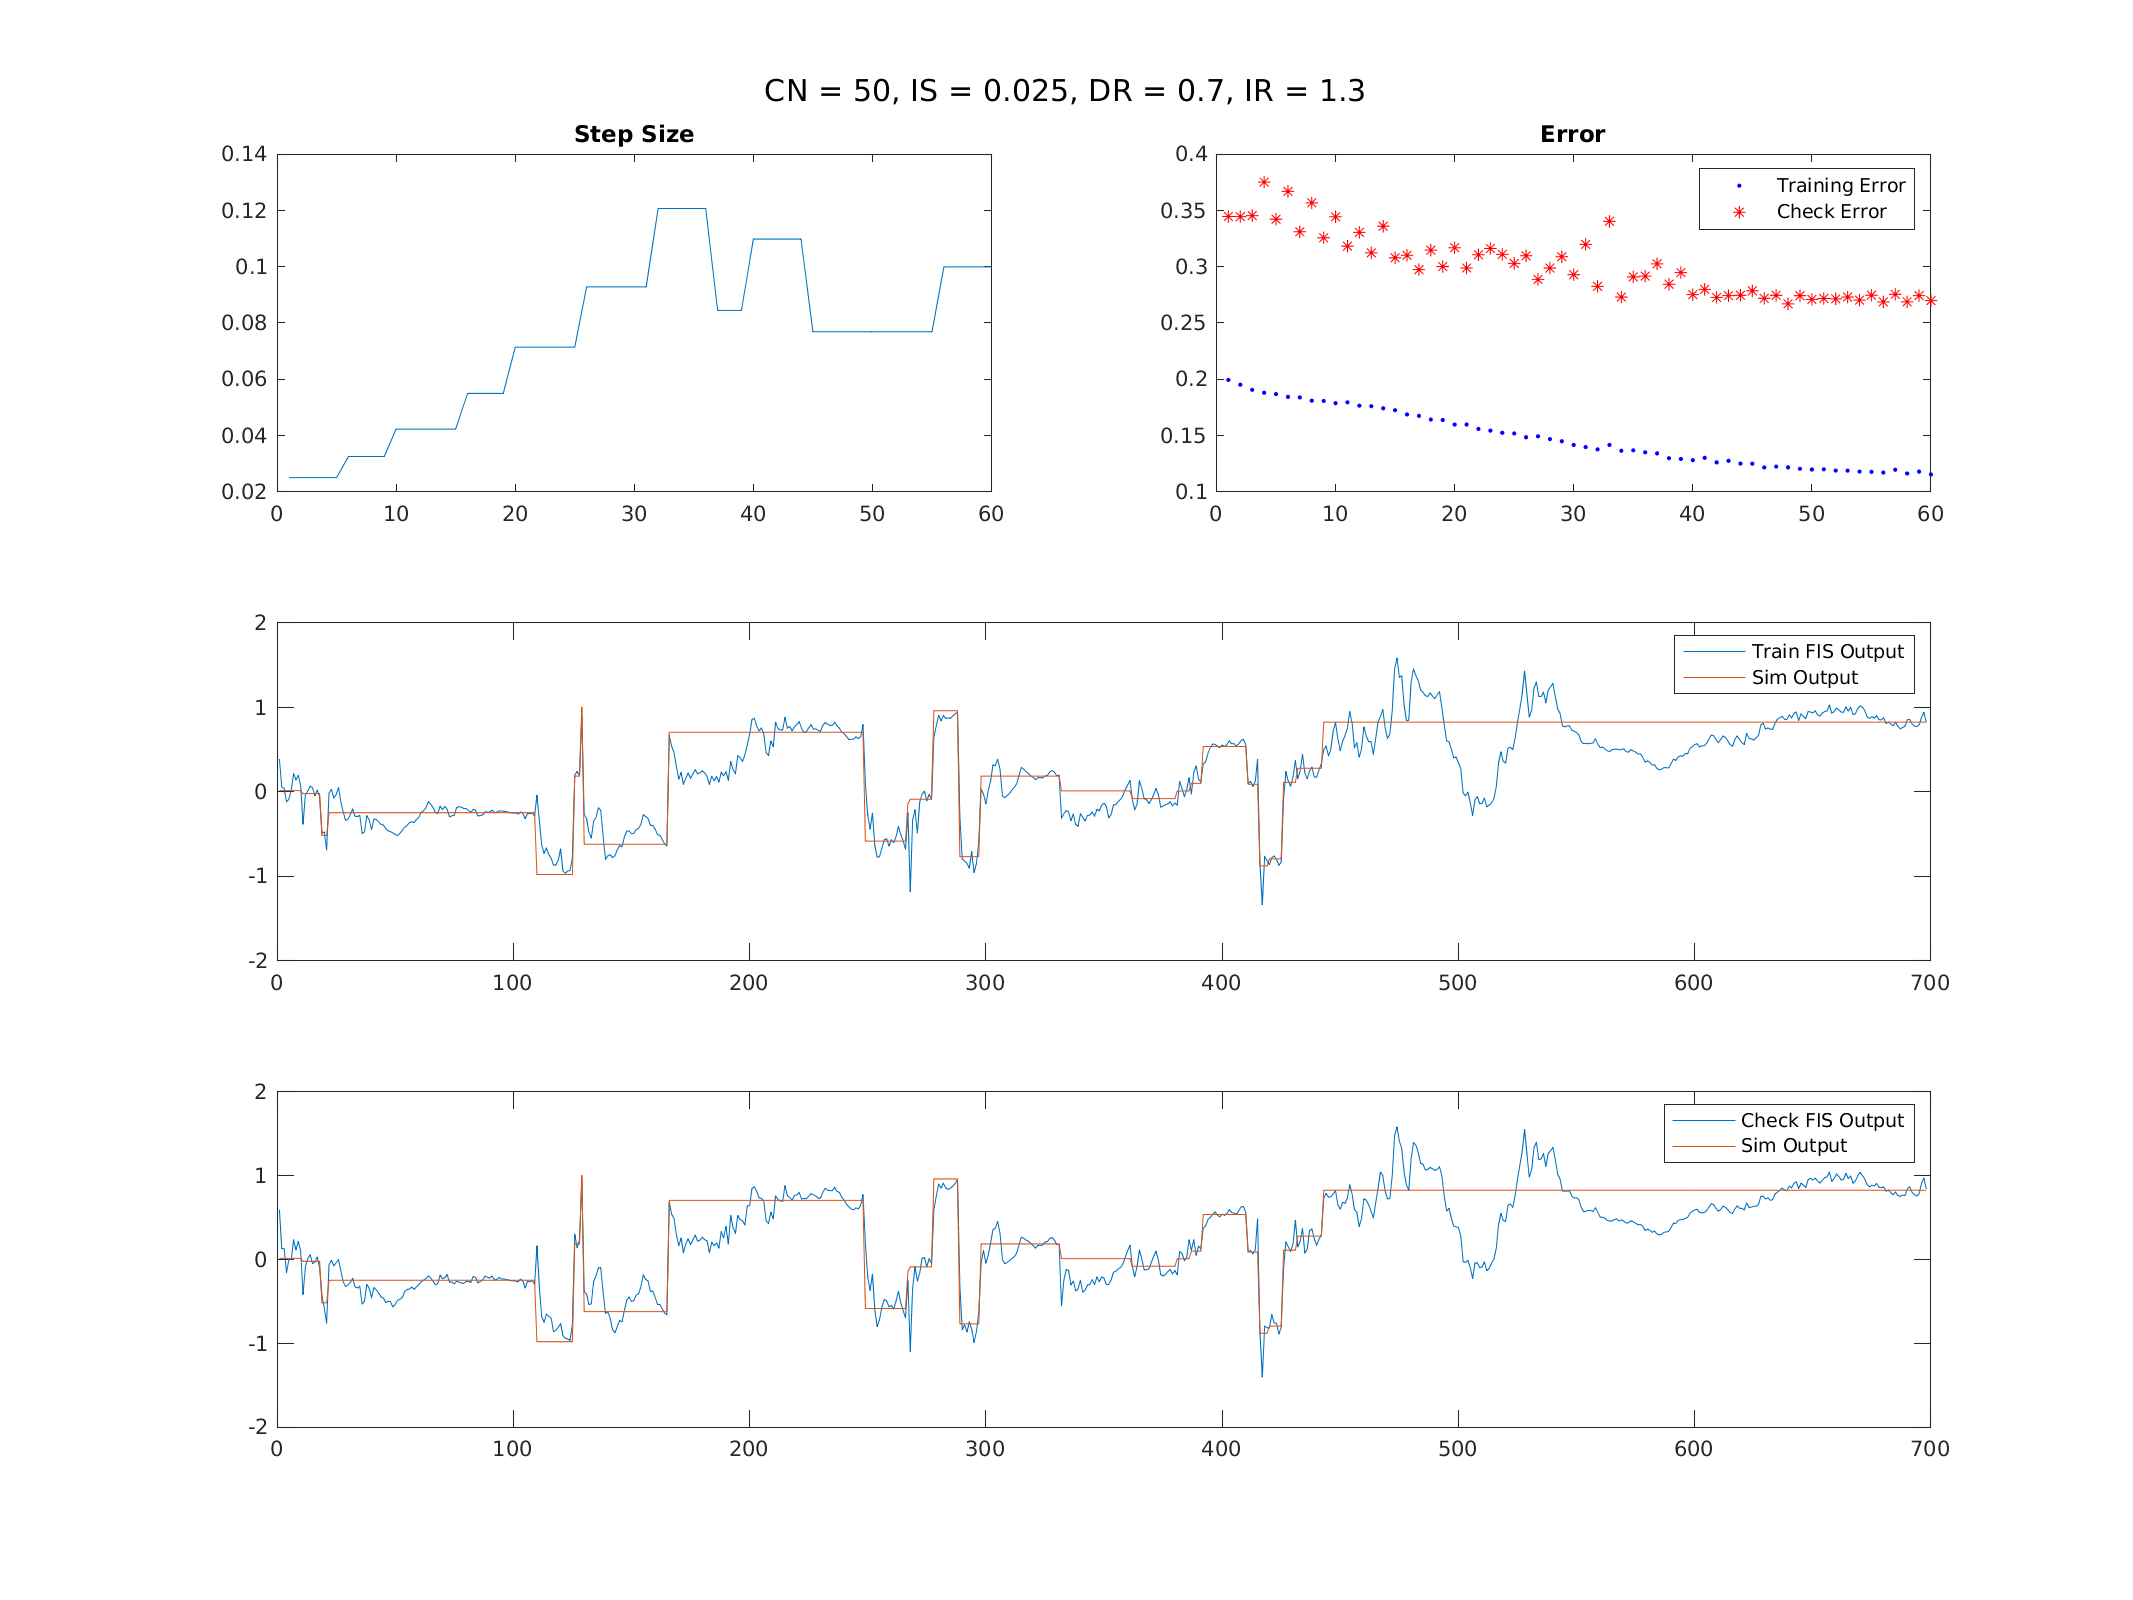 CN = 50, IS = 0.025, DR = 0.7, IR = 1.3
Step Size
0.14
0.12
0.1
0.08
0.06
0.04
0.02
0 10 20 30 40 50 60
Error
0.4
0.35
0.3
0.25
0.2
0.15
0.1
0 10 20 30 40 50 60
Training Error
Check Error
2
1
0
-1
-2
0 100 200 300 400 500 600 700
Train FIS Output
Sim Output
2
1
0
-1
-2
0 100 200 300 400 500 600 700
Check FIS Output
Sim Output